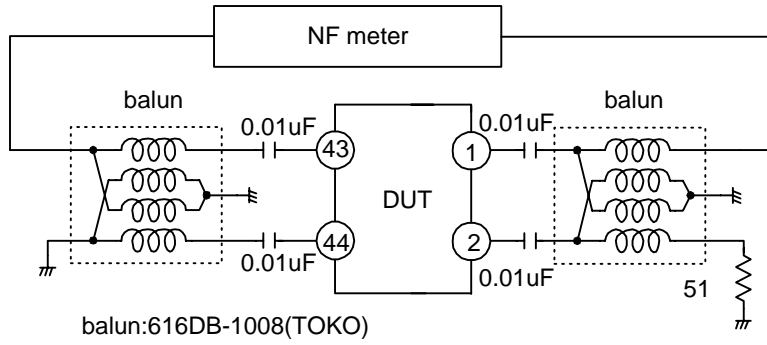 NF meter
balun
balun
0.01uF
0.01uF
43
1
DUT
44
2
0.01uF
0.01uF
51
balun:616DB-1008(TOKO)